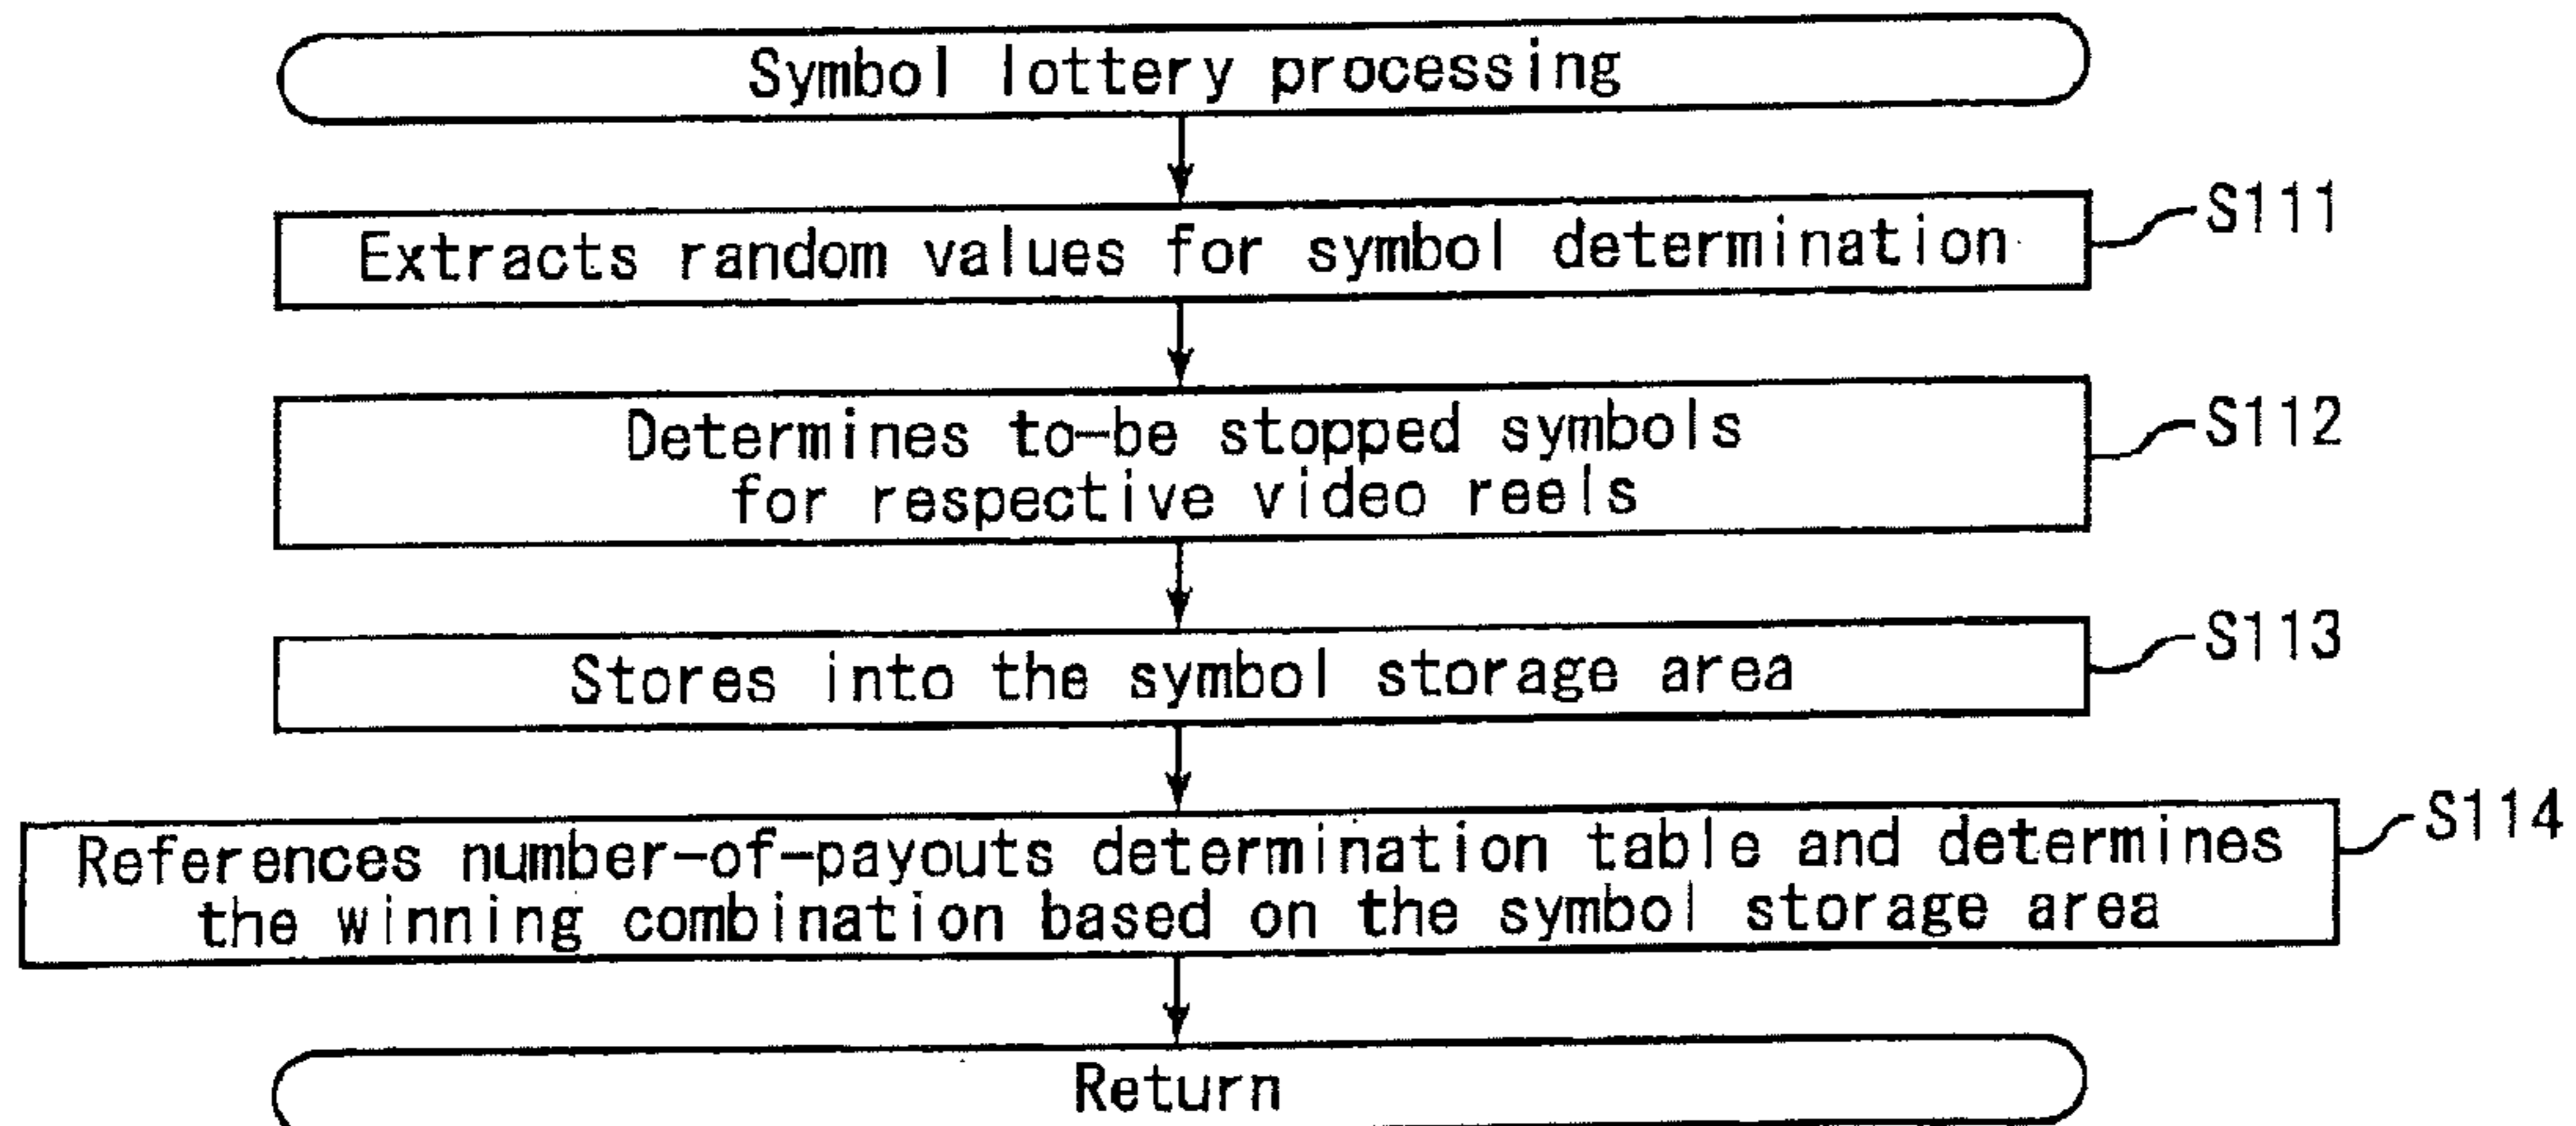 Symbol lottery processing
Extracts random values for symbol determination
S111
Determines to-be stopped symbols
for respective video reels
S112
Stores into the symbol storage area
S113
References number-of-payouts determination table and determines
the winning combination based on the symbol storage area
S114
Return